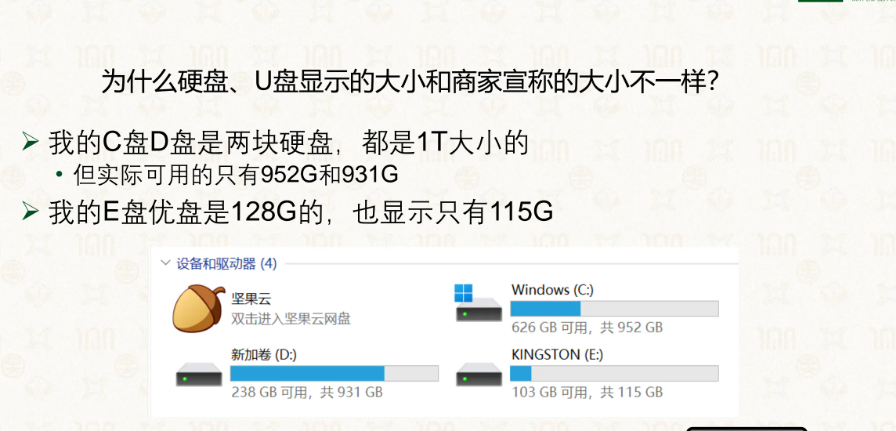 为什么硬盘、U盘显示的大小和商家宣称的大小不一样?
➢ 我的C盘D盘是两块硬盘，都是1T大小的
• 但实际可用的只有952G和931G
➢ 我的E盘优盘是128G的，也显示只有115G
设备和驱动器 (4)
坚果云
双击进入坚果云网盘
Windows (C:)
626 GB 可用，共 952 GB
新加卷 (D:)
238 GB 可用，共 931 GB
KINGSTON (E:)
103 GB 可用，共 115 GB